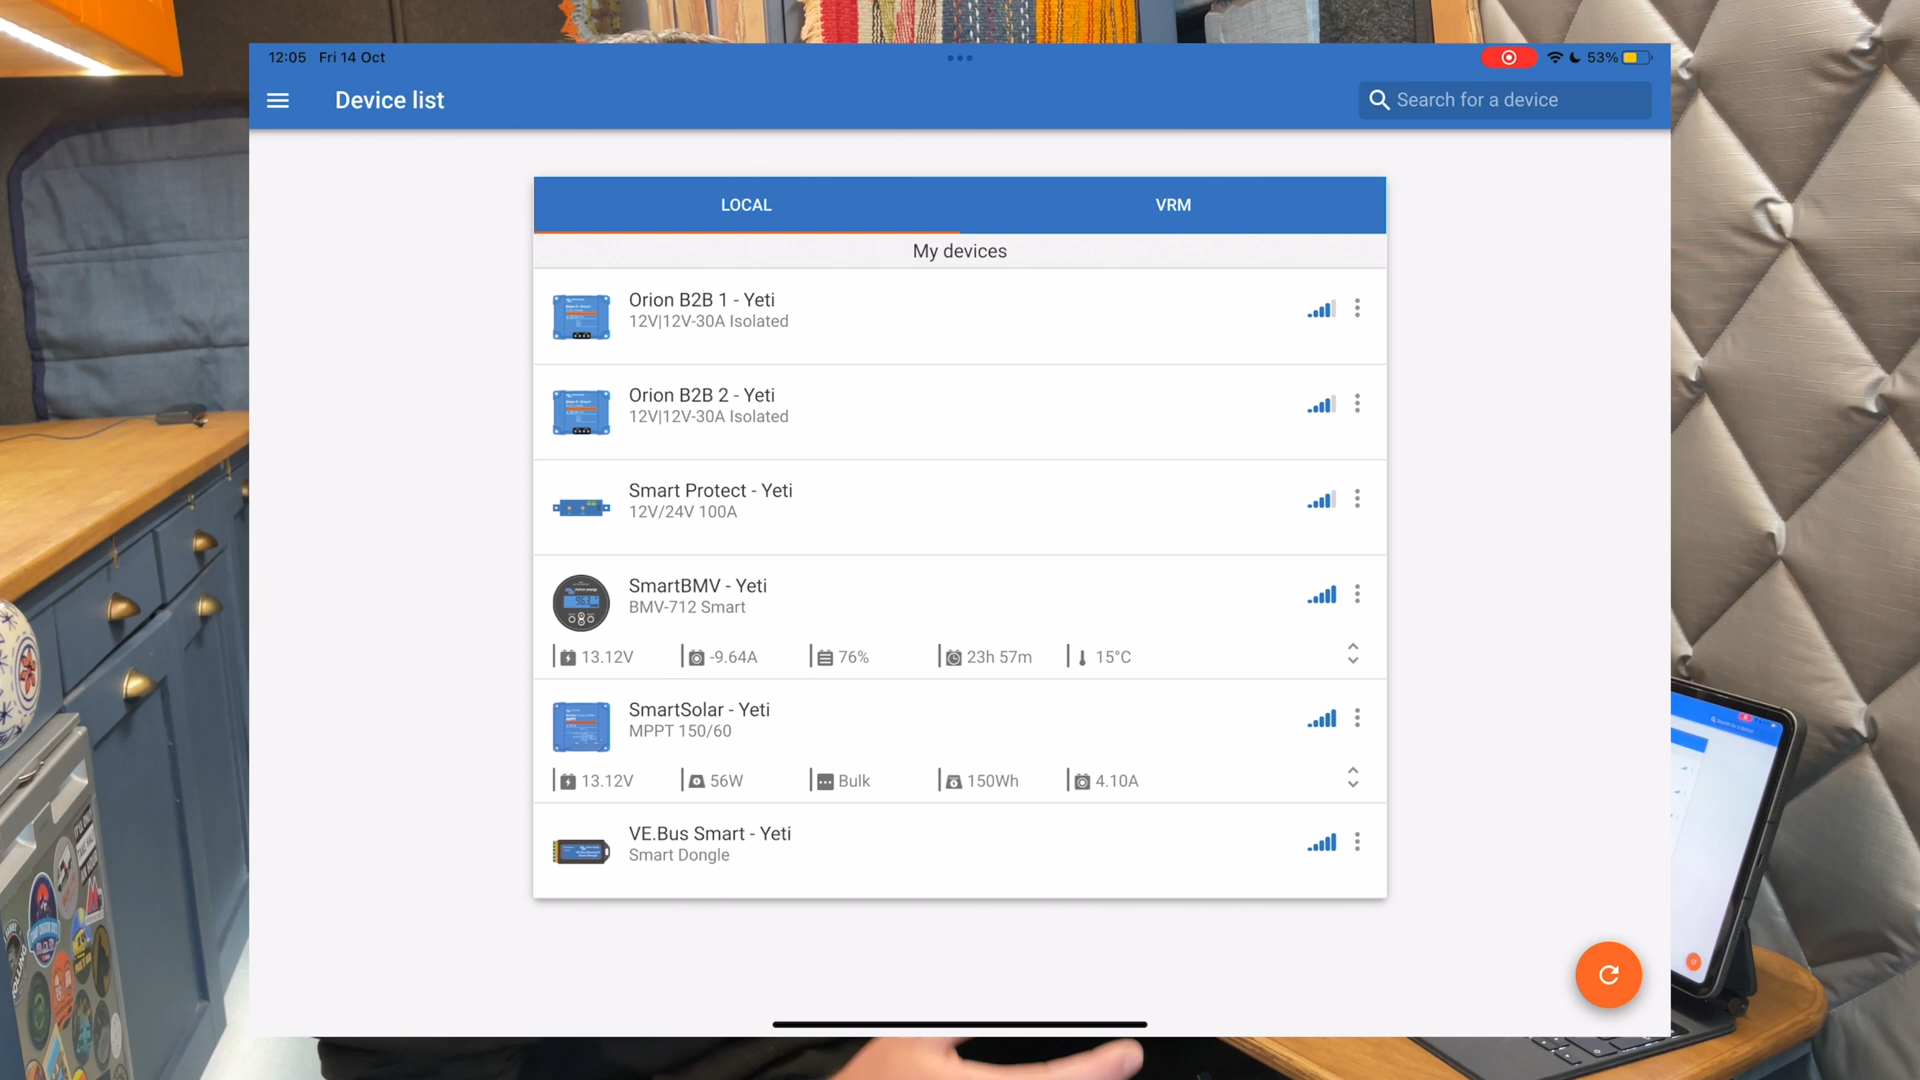 12:05 Fri 14 Oct
53%
Device list
Search for a device
LOCAL
VRM
My devices
Orion B2B 1 - Yeti
12V|12V-30A Isolated
Orion B2B 2 - Yeti
12V|12V-30A Isolated
Smart Protect - Yeti
12V/24V 100A
SmartBMV - Yeti
BMV-712 Smart
13.12V -9.64A 76% 23h 57m 15°C
SmartSolar - Yeti
MPPT 150/60
13.12V 56W Bulk 150Wh 4.10A
VE.Bus Smart - Yeti
Smart Dongle